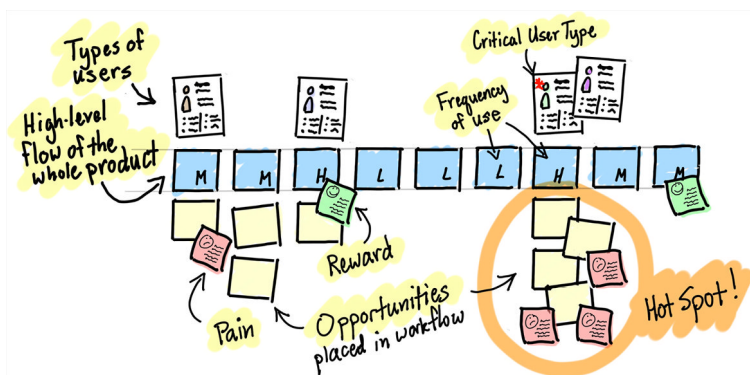 Types of
users
Critical User Type
High-level
flow of the
whole product
Frequency
of use
M
M
H
L
L
L
H
M
M
Reward
Pain
Opportunities
placed in workflow
Hot Spot!